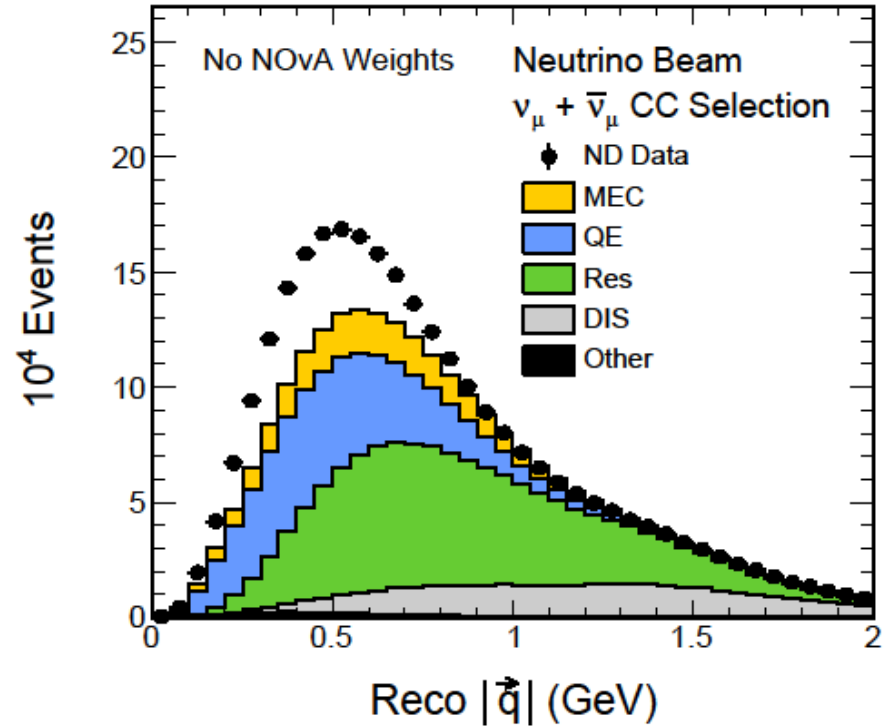 No NOvA Weights
Neutrino Beam
νμ + ν̄μ CC Selection
ND Data
MEC
QE
Res
DIS
Other
10⁴ Events
25
20
15
10
5
0
0 0.5 1 1.5 2
Reco |q⃗| (GeV)